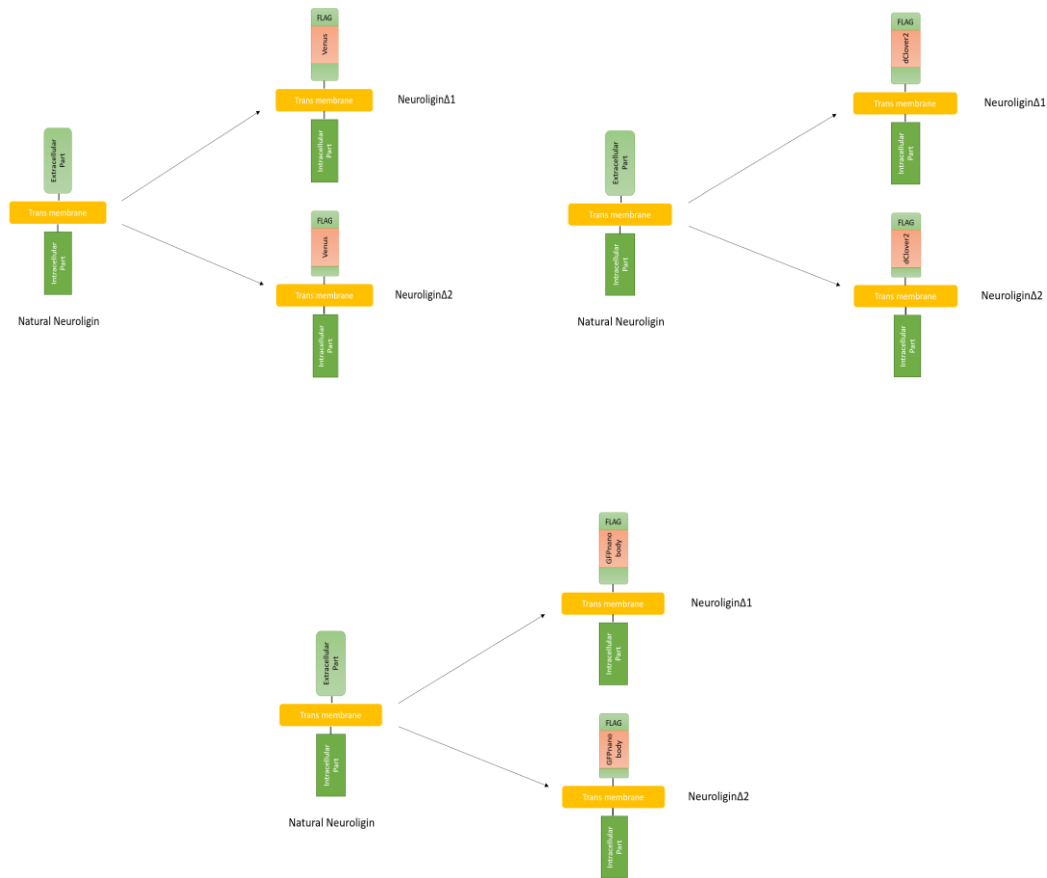 FLAG
Venus
Trans membrane
Intracellular
Part
NeuroliginΔ1
Extracellular
Part
Trans membrane
Intracellular
Part
Natural Neuroligin
FLAG
Venus
Trans membrane
Intracellular
Part
NeuroliginΔ2
FLAG
dClover2
Trans membrane
Intracellular
Part
NeuroliginΔ1
Extracellular
Part
Trans membrane
Intracellular
Part
Natural Neuroligin
FLAG
dClover2
Trans membrane
Intracellular
Part
NeuroliginΔ2
FLAG
GFPnano
body
Trans membrane
Intracellular
Part
NeuroliginΔ1
Extracellular
Part
Trans membrane
Intracellular
Part
Natural Neuroligin
FLAG
GFPnano
body
Trans membrane
Intracellular
Part
NeuroliginΔ2